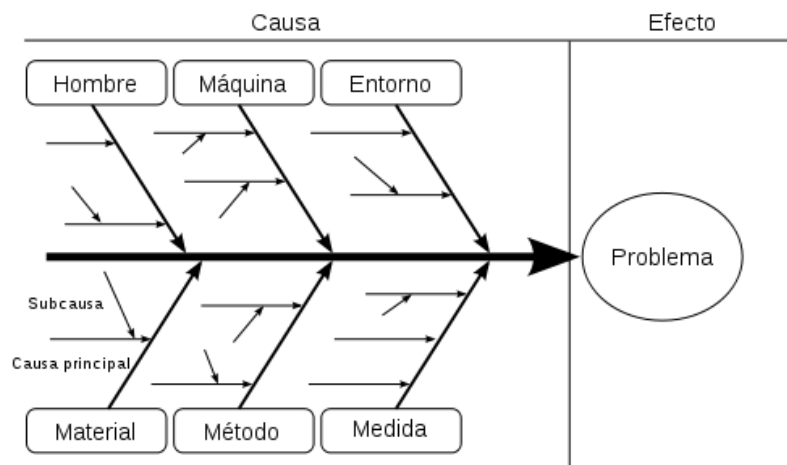 Causa
Efecto
Hombre
Máquina
Entorno
Problema
Subcausa
Causa principal
Material
Método
Medida